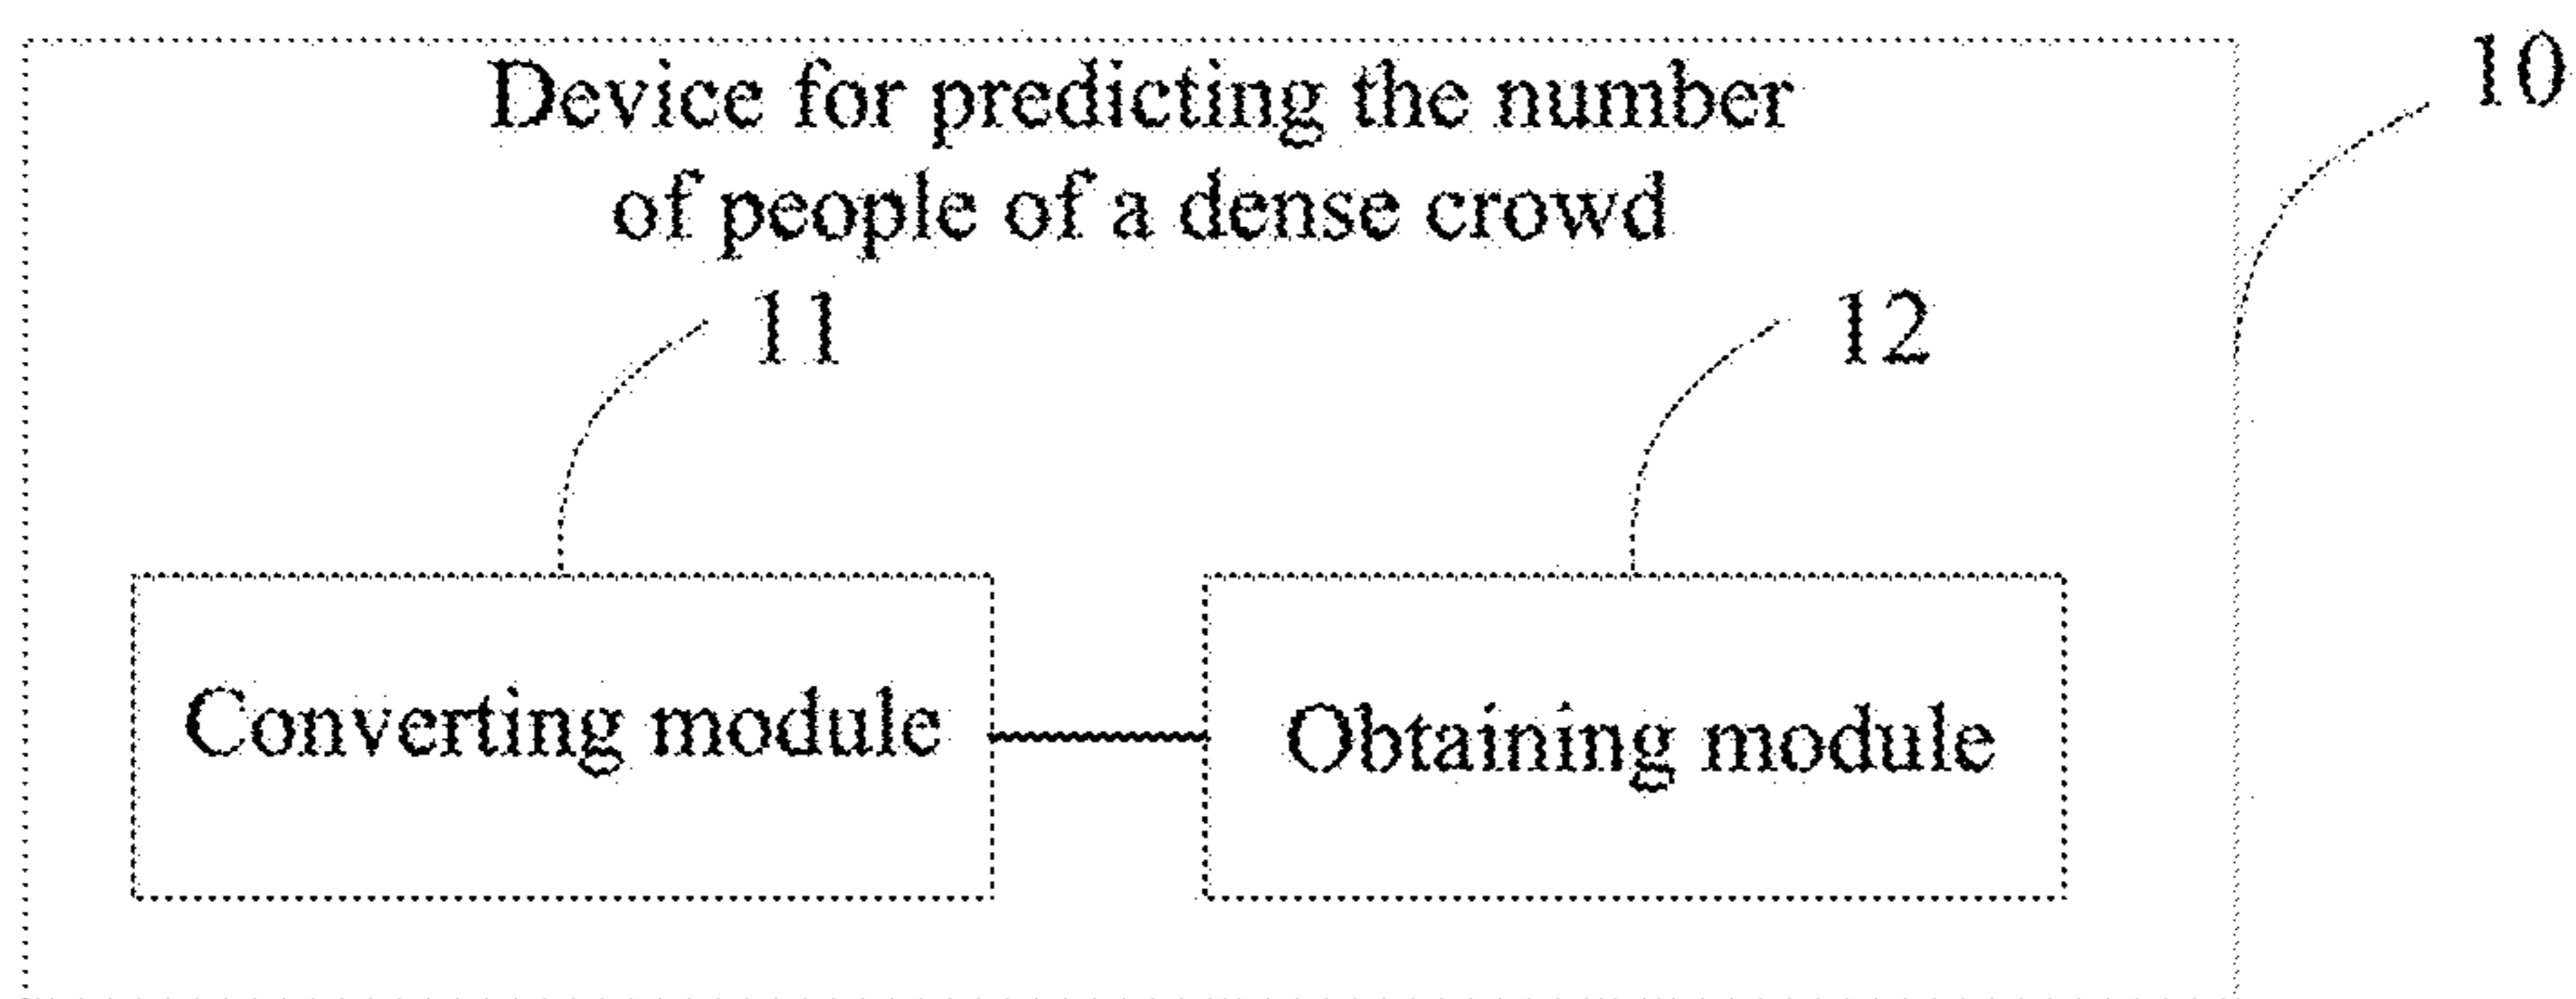 10
Device for predicting the number
of people of a dense crowd
11
12
Converting module
Obtaining module